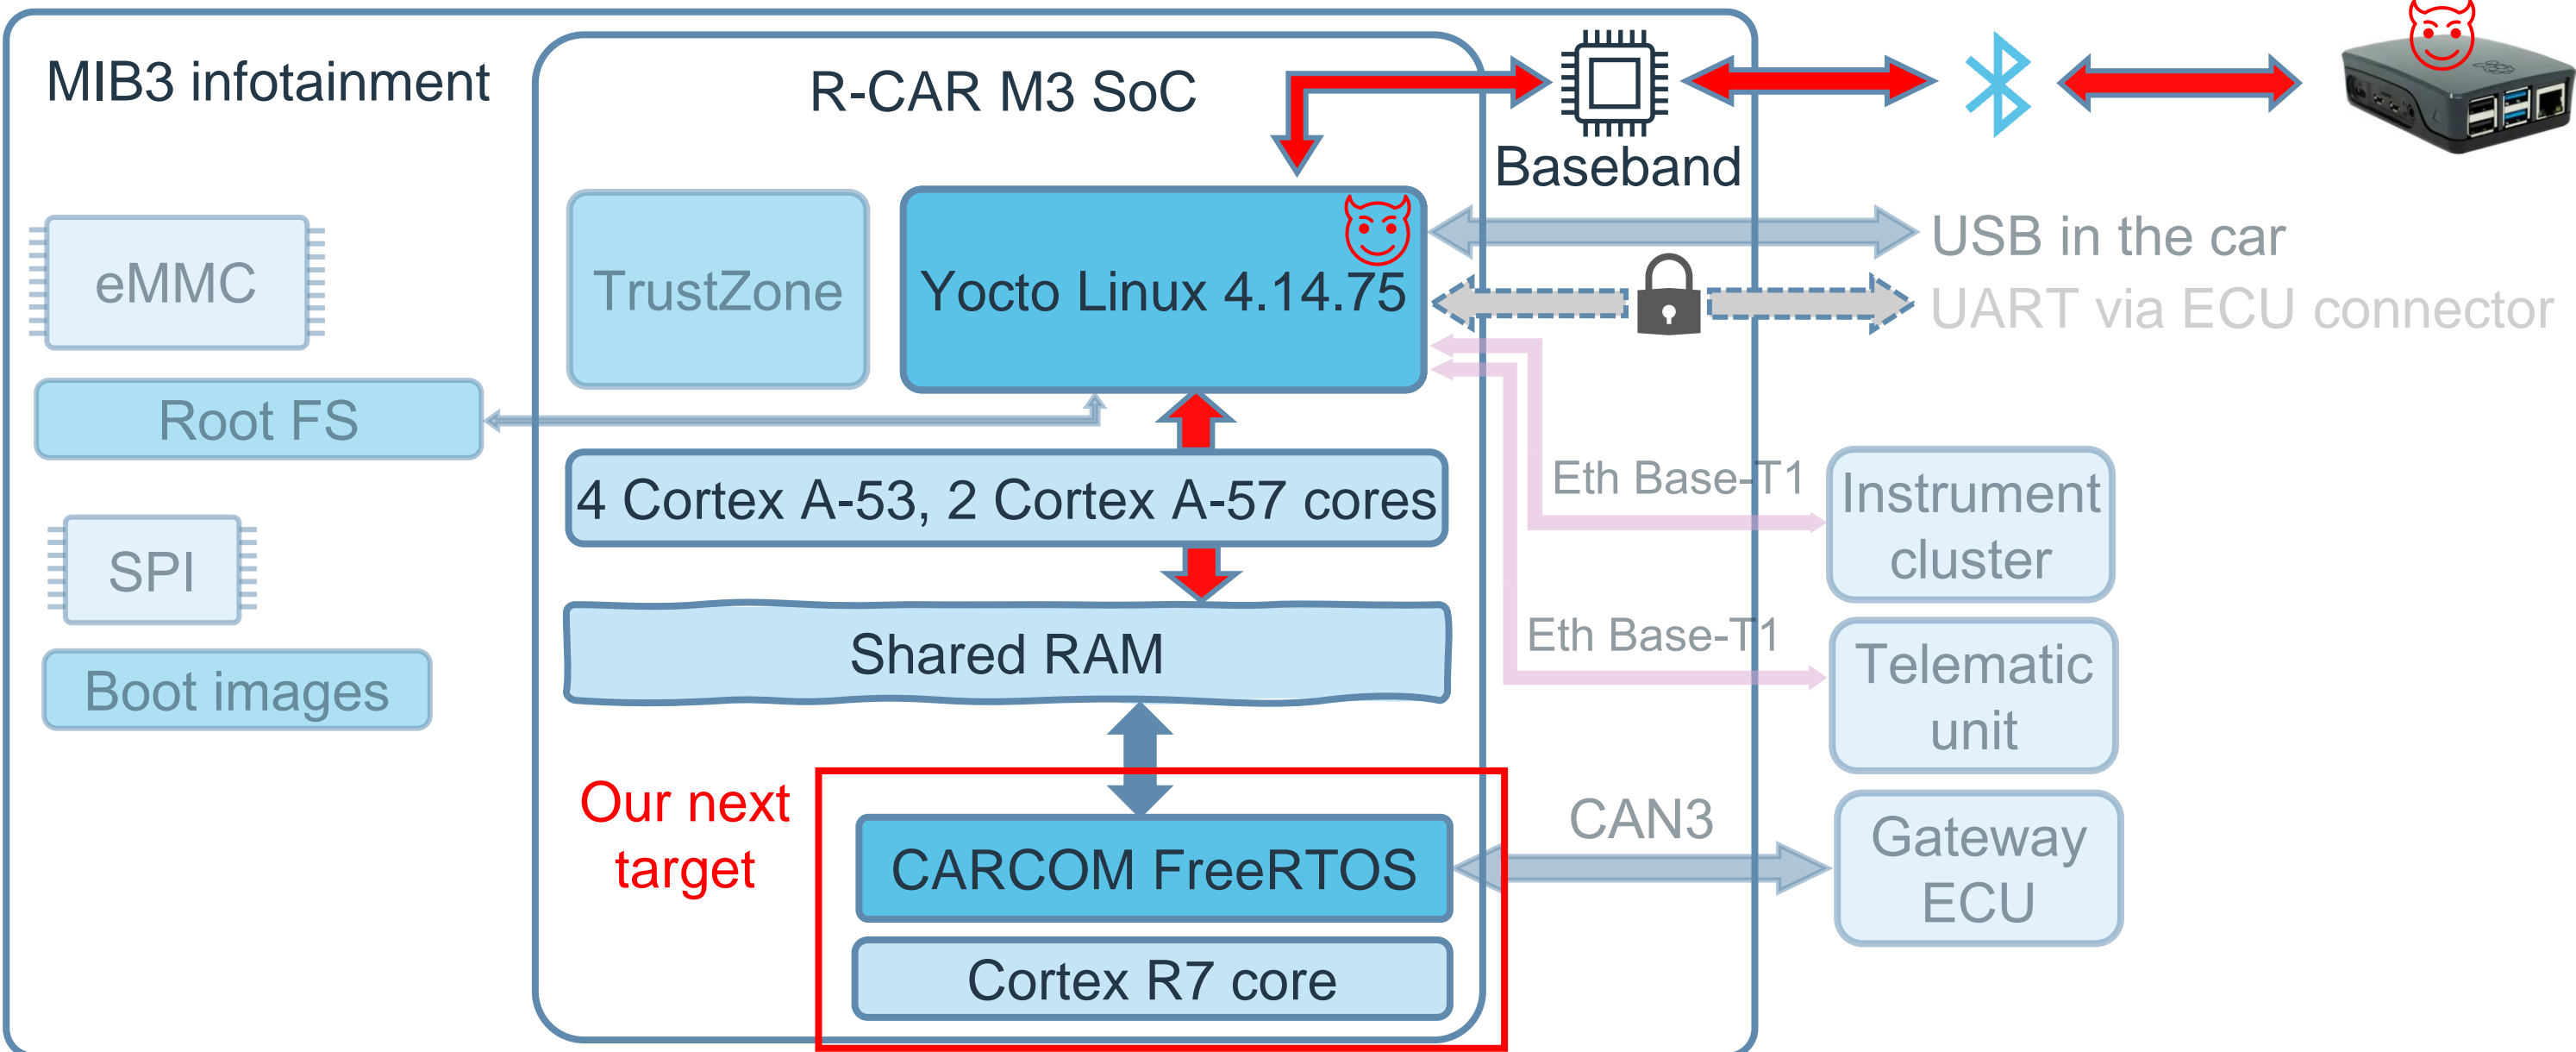 MIB3 infotainment
R-CAR M3 SoC
Baseband
eMMC
TrustZone
Yocto Linux 4.14.75
USB in the car
UART via ECU connector
Root FS
4 Cortex A-53, 2 Cortex A-57 cores
Eth Base-T1
Instrument
cluster
SPI
Shared RAM
Eth Base-T1
Telematic
unit
Boot images
Our next
target
CARCOM FreeRTOS
CAN3
Gateway
ECU
Cortex R7 core